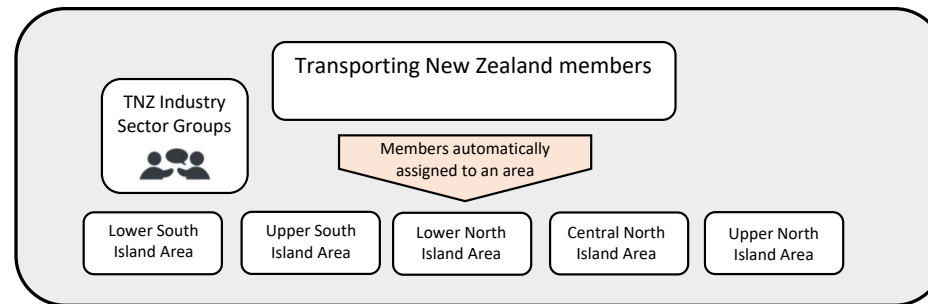 Transporting New Zealand members
TNZ Industry
Sector Groups
Members automatically
assigned to an area
Lower South
Island Area
Upper South
Island Area
Lower North
Island Area
Central North
Island Area
Upper North
Island Area